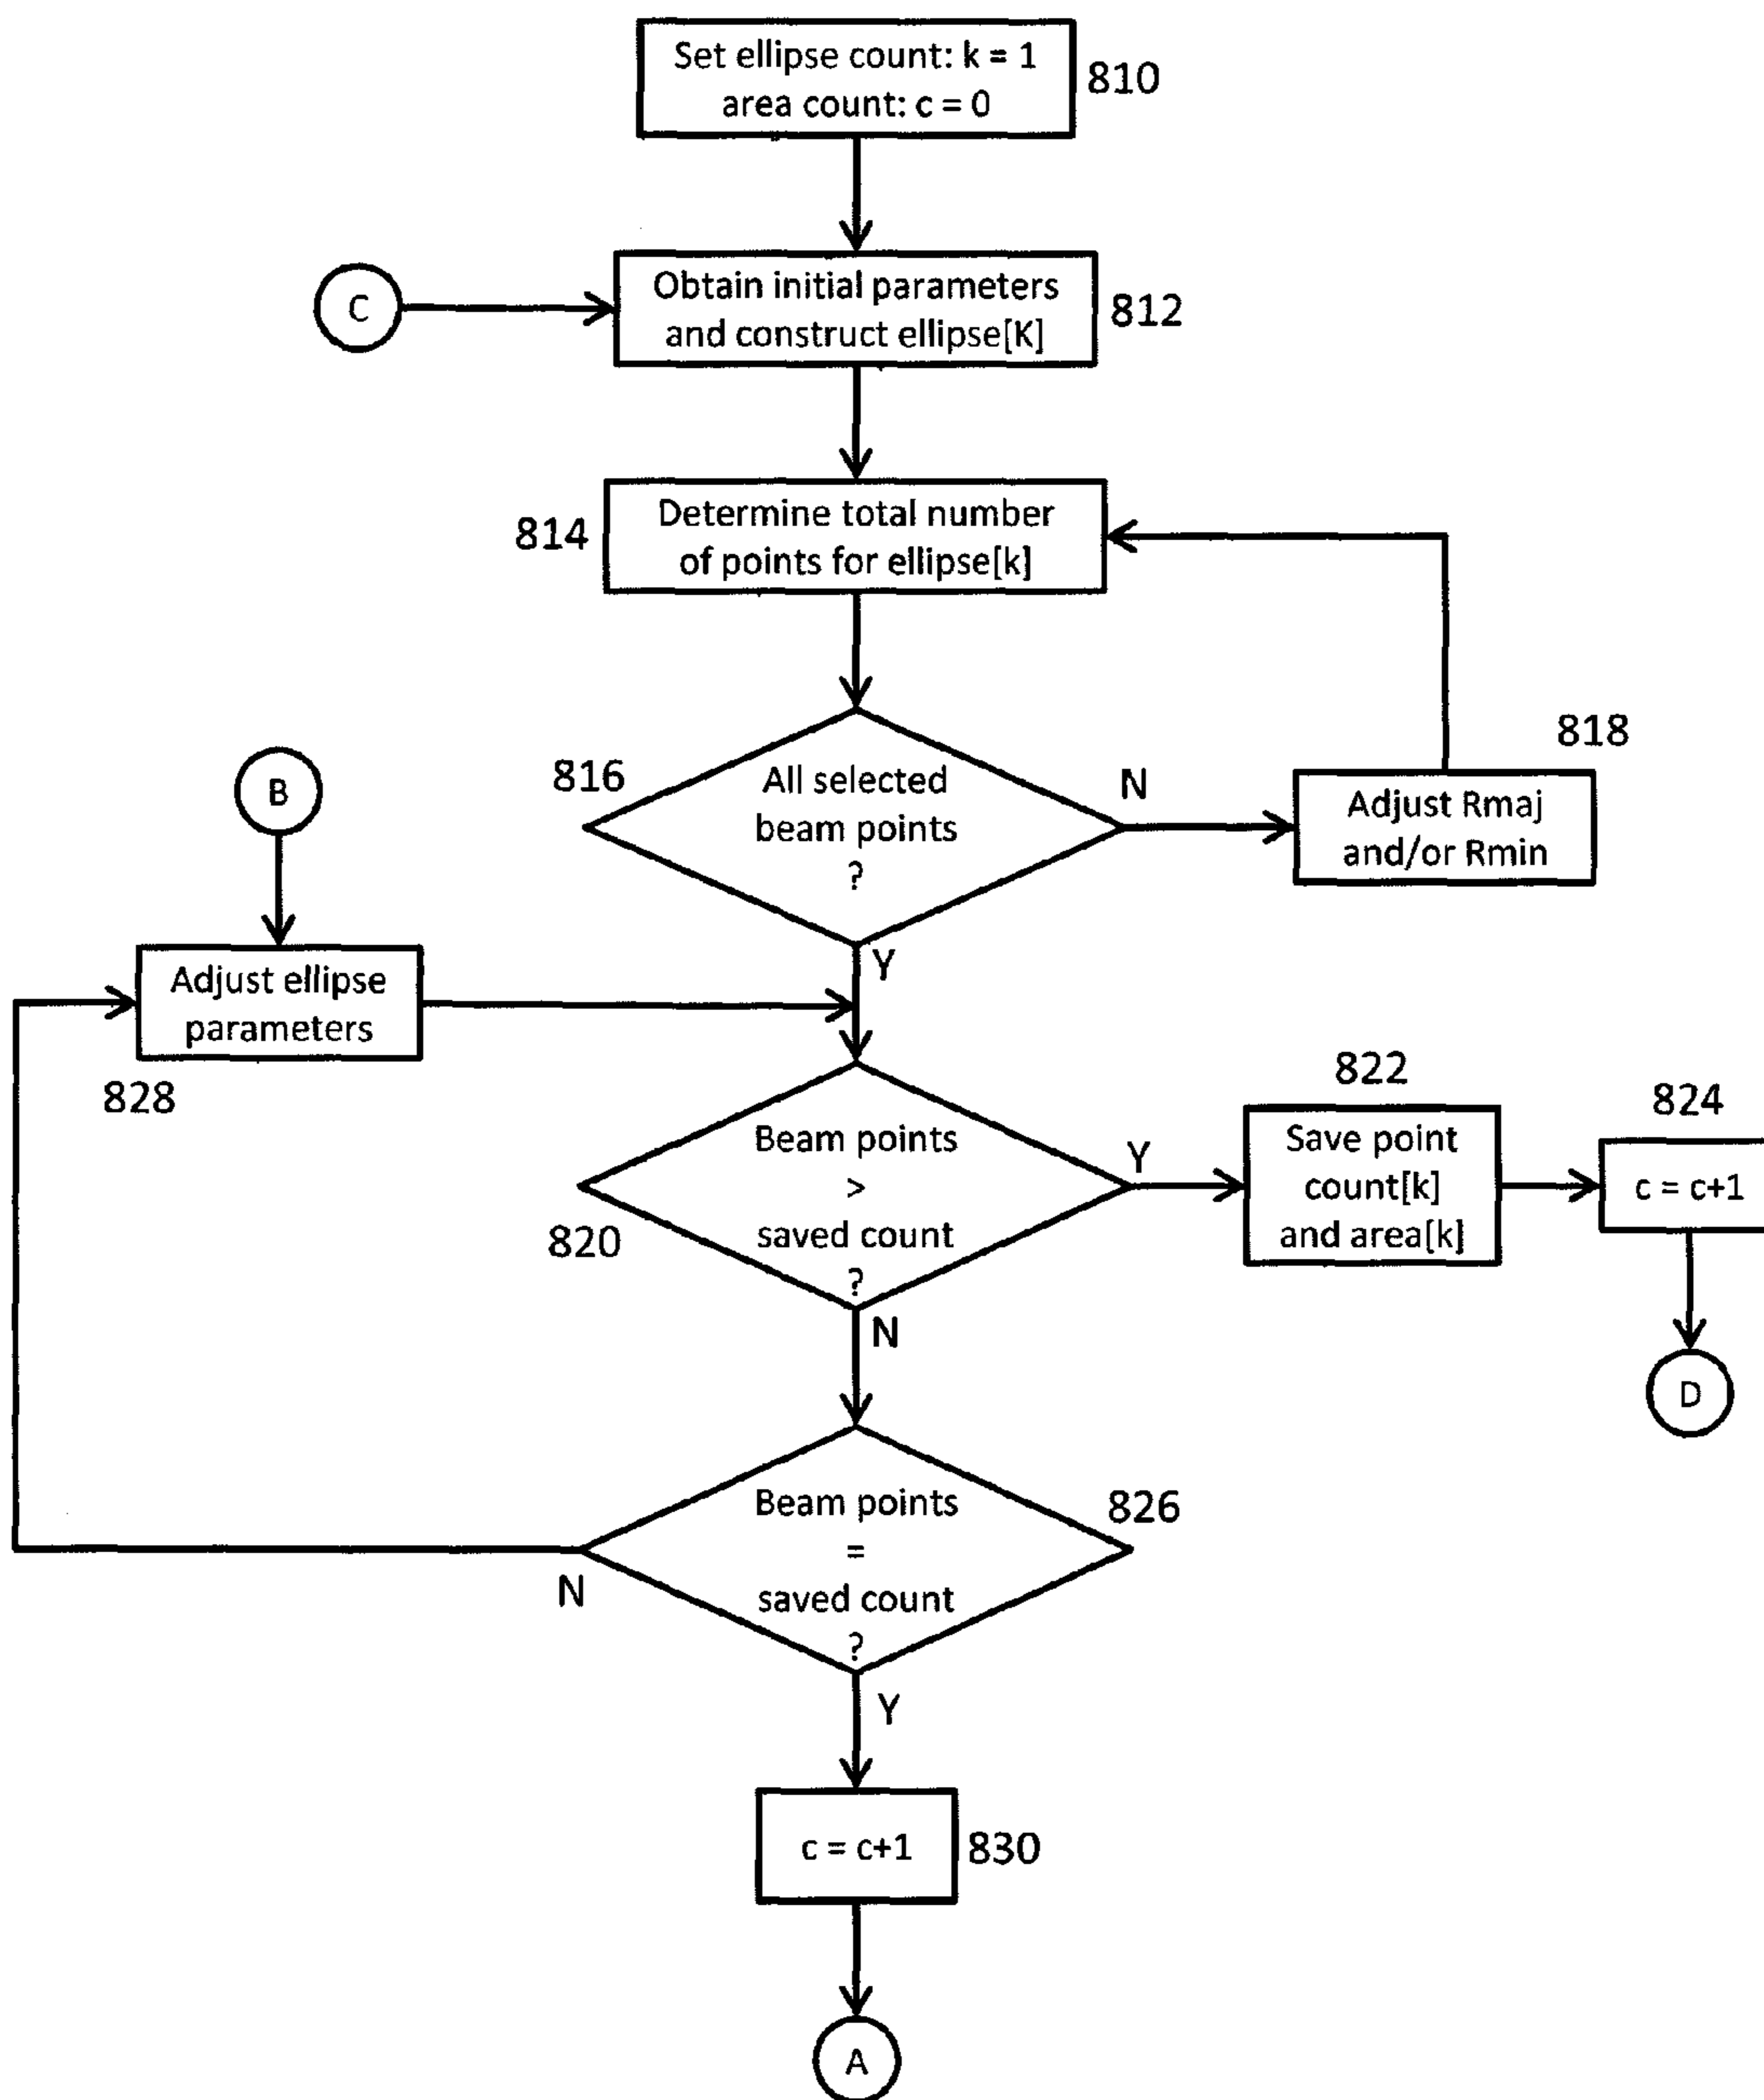 Set ellipse count: k = 1
area count: c = 0
810
C
Obtain initial parameters
and construct ellipse[K]
812
814
Determine total number
of points for ellipse[k]
816
All selected
beam points
?
N
Y
818
Adjust Rmaj
and/or Rmin
B
Adjust ellipse
parameters
828
820
Beam points
>
saved count
?
Y
N
822
Save point
count[k]
and area[k]
824
c = c+1
D
826
Beam points
=
saved count
?
N
Y
c = c+1
830
A